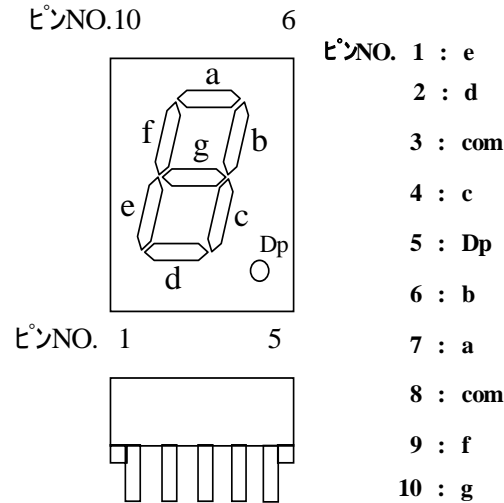 ピンNO.10 6
a
f
b
g
e
c
Dp
d
ピンNO. 1 5
ピンNO. 1 : e
2 : d
3 : com
4 : c
5 : Dp
6 : b
7 : a
8 : com
9 : f
10 : g